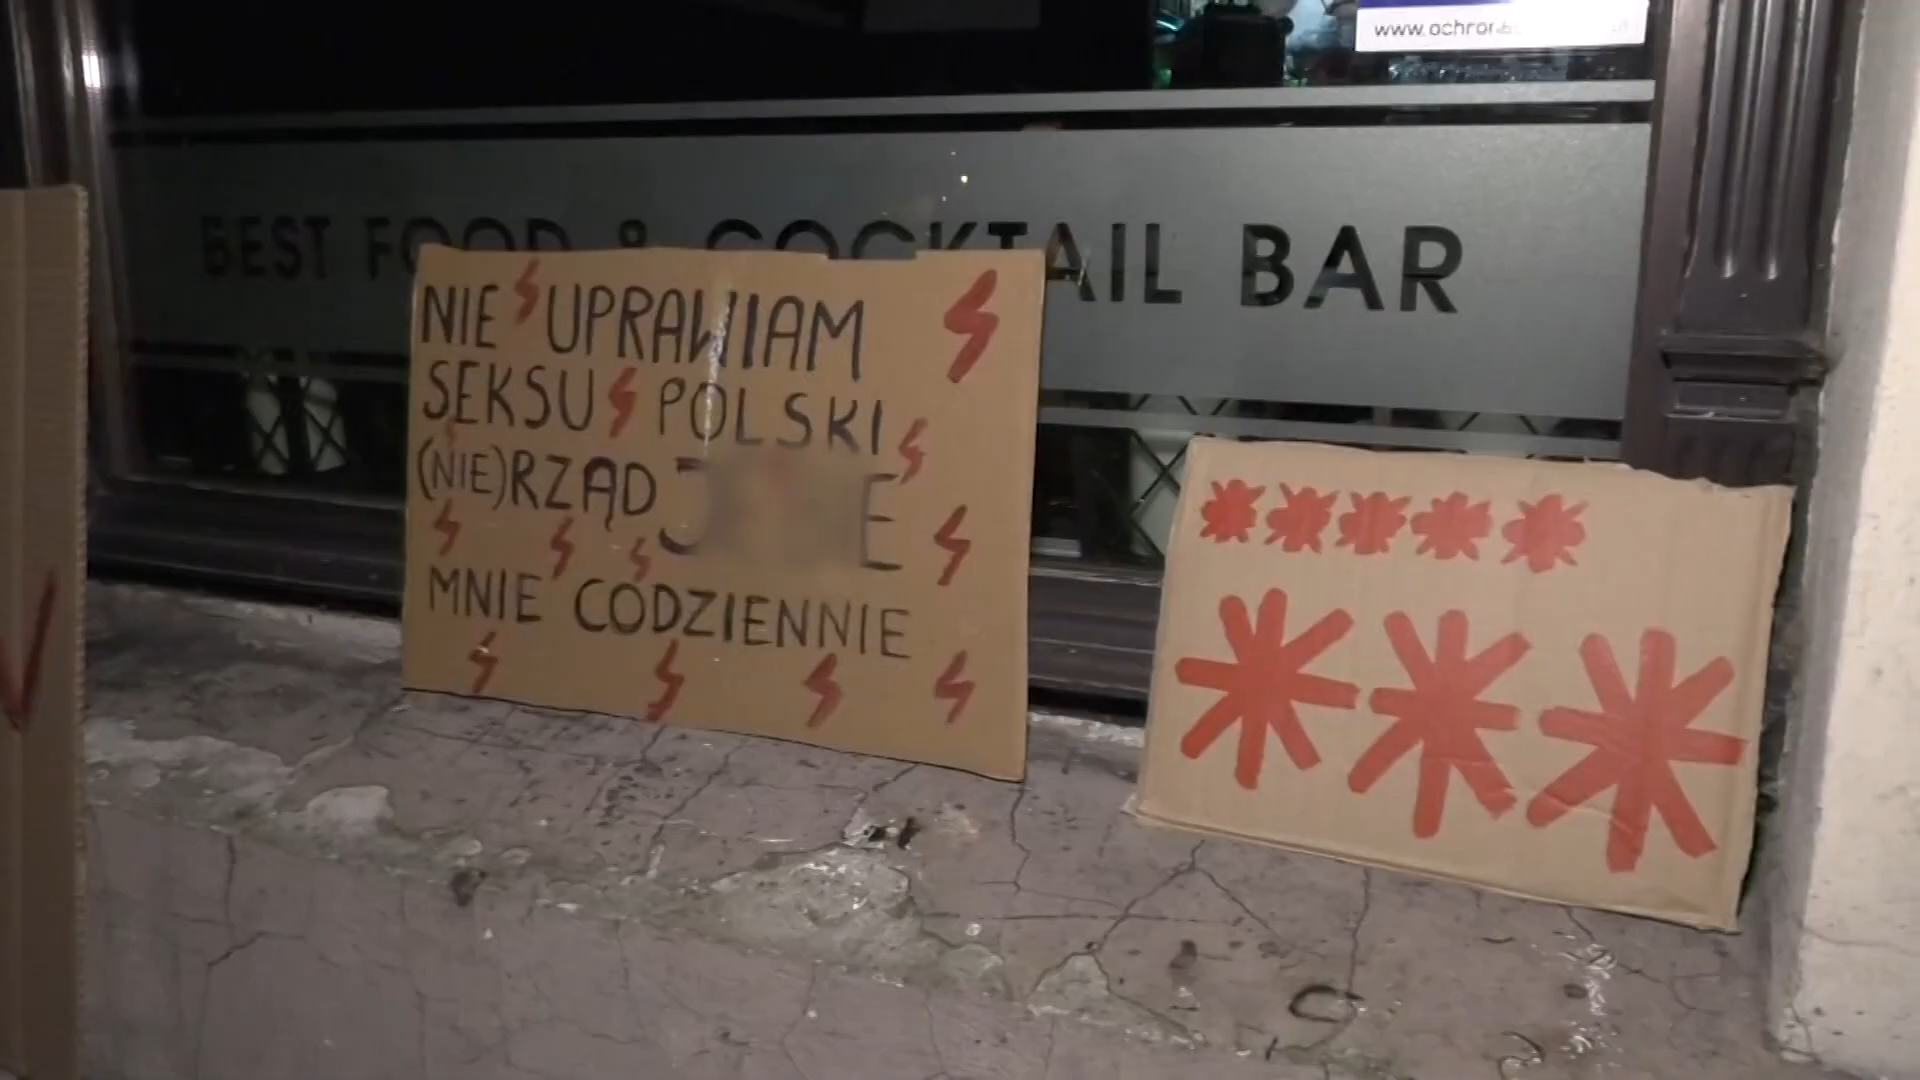 www.ochron
BEST FOOD & COCKTAIL BAR
NIE UPRAWIAM
SEKSU POLSKI
(NIE)RZĄD
MNIE CODZIENNIE
***** 
***